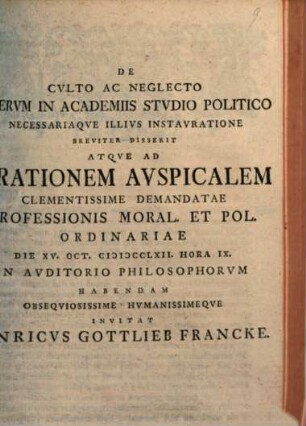 DE
CVLTO AC NEGLECTO
ERVM IN ACADEMIIS STVDIO POLITICO
NECESSARIAQVE ILLIVS INSTAVRATIONE
BREVITER DISSERIT
ATQVE AD
RATIONEM AVSPICALEM
CLEMENTISSIME DEMANDATAE
ROFESSIONIS MORAL. ET POL.
ORDINARIAE
DIE XV. OCT. CIƆIƆCCLXII. HORA IX.
N AVDITORIO PHILOSOPHORVM
HABENDAM
OBSEQVIOSISSIME HVMANISSIMEQVE
INVITAT
NRICVS GOTTLIEB FRANCKE.